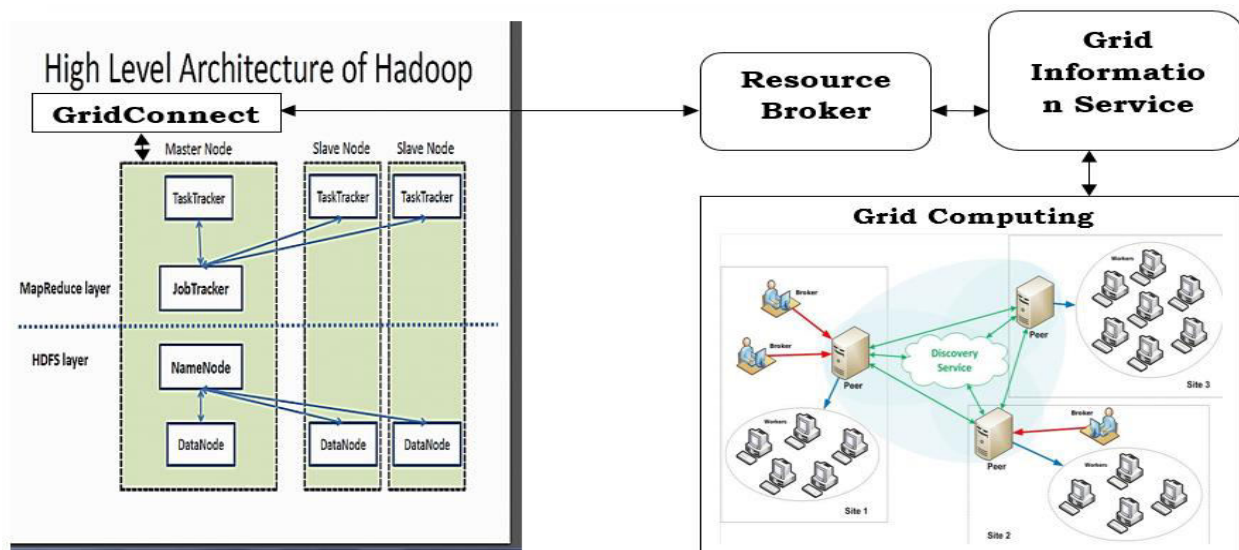 High Level Architecture of Hadoop
GridConnect
Master Node
Slave Node
Slave Node
TaskTracker
TaskTracker
TaskTracker
MapReduce layer
JobTracker
HDFS layer
NameNode
DataNode
DataNode
DataNode
Resource
Broker
Grid
Informatio
n Service
Grid Computing
Broker
Broker
Peer
Workers
Site 1
Discovery
Service
Peer
Workers
Site 3
Peer
Broker
Workers
Site 2